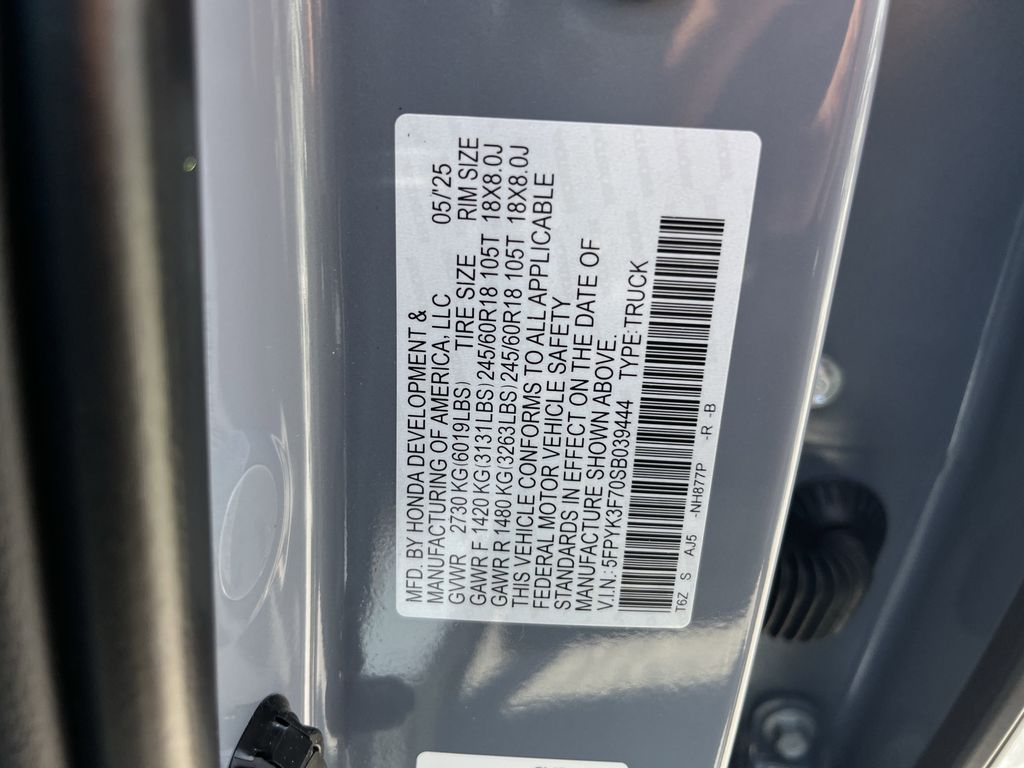 MFD. BY HONDA DEVELOPMENT &
MANUFACTURING OF AMERICA, LLC 05/'25
GVWR 2730 KG(6019LBS) TIRE SIZE RIM SIZE
GAWR F 1420 KG(3131LBS)245/60R18 105T 18X8.0J
GAWR R 1480 KG(3263LBS)245/60R18 105T 18X8.0J
THIS VEHICLE CONFORMS TO ALL APPLICABLE
FEDERAL MOTOR VEHICLE SAFETY
STANDARDS IN EFFECT ON THE DATE OF
MANUFACTURE SHOWN ABOVE.
V.I.N.:5FPYK3F70SB039444 TYPE:TRUCK
T6Z S AJ5 -NH877P -R -B